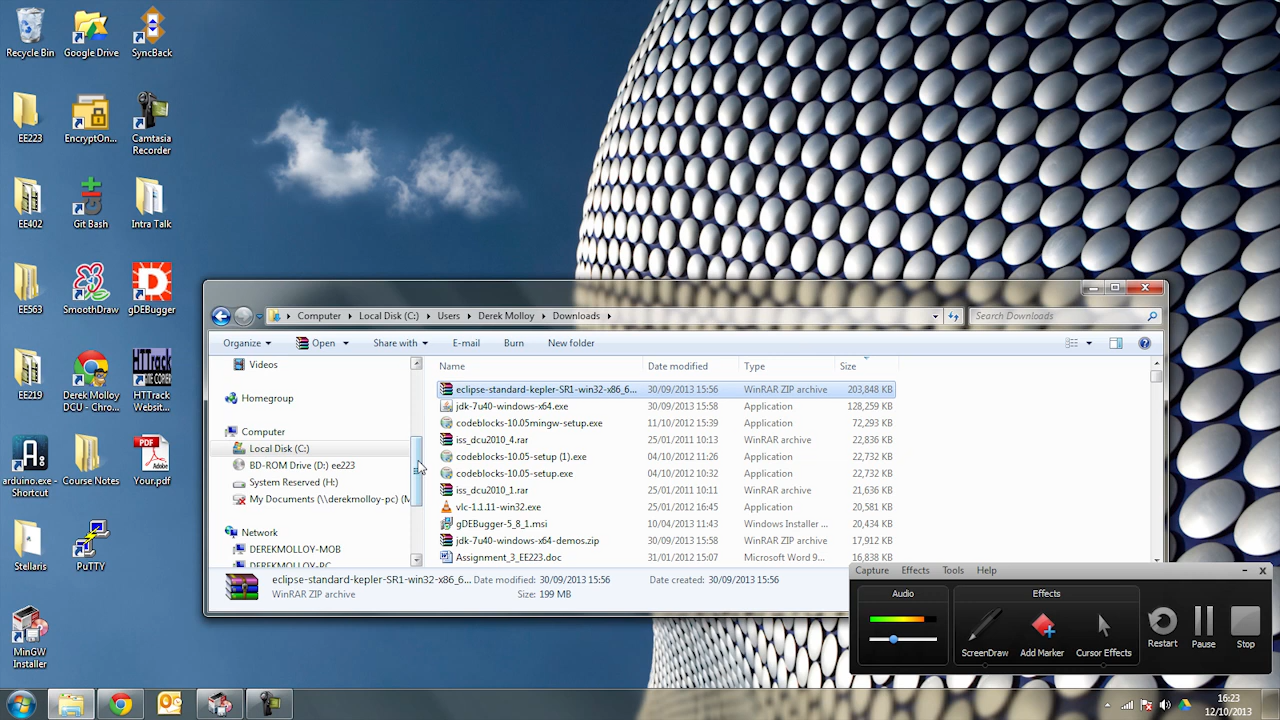 Recycle Bin
Google Drive
SyncBack
EE223
EncryptOn...
Camtasia
Recorder
EE402
Git Bash
Intra Talk
EE563
SmoothDraw
gDEBugger
EE219
Derek Molloy
DCU - Chro...
HTTrack
Websit...
arduino.exe -
Shortcut
Course Notes
Your.pdf
Stellaris
PuTTY
MinGW
Installer
Computer
Local Disk (C:)
Users
Derek Molloy
Downloads
Search Downloads
Organize
Open
Share with
E-mail
Burn
New folder
Videos
Homegroup
Computer
Local Disk (C:)
BD-ROM Drive (D:) ee223
System Reserved (H:)
My Documents (\\derekmolloy-pc) (M
Network
DEREKMOLLOY-MOB
DEREKMOLLOY-PC
Name Date modified Type Size
eclipse-standard-kepler-SR1-win32-x86_6... 30/09/2013 15:56 WinRAR ZIP archive 203,848 KB
jdk-7u40-windows-x64.exe 30/09/2013 15:58 Application 128,259 KB
codeblocks-10.05mingw-setup.exe 11/10/2012 15:39 Application 72,293 KB
iss_dcu2010_4.rar 25/01/2011 10:13 WinRAR archive 22,836 KB
codeblocks-10.05-setup (1).exe 04/10/2012 11:26 Application 22,732 KB
codeblocks-10.05-setup.exe 04/10/2012 10:32 Application 22,732 KB
iss_dcu2010_1.rar 25/01/2011 10:11 WinRAR archive 21,636 KB
vlc-1.1.11-win32.exe 25/01/2012 16:45 Application 20,581 KB
gDEBugger-5_8_1.msi 10/04/2013 11:43 Windows Installer ... 20,434 KB
jdk-7u40-windows-x64-demos.zip 30/09/2013 15:58 WinRAR ZIP archive 17,912 KB
Assignment_3_EE223.doc 31/01/2012 15:07 Microsoft Word 9... 16,838 KB
eclipse-standard-kepler-SR1-win32-x86_6... Date modified: 30/09/2013 15:56 Date created: 30/09/2013 15:56
WinRAR ZIP archive Size: 199 MB
Capture Effects Tools Help
Audio
Effects
ScreenDraw
Add Marker
Cursor Effects
Restart
Pause
Stop
16:23
12/10/2013